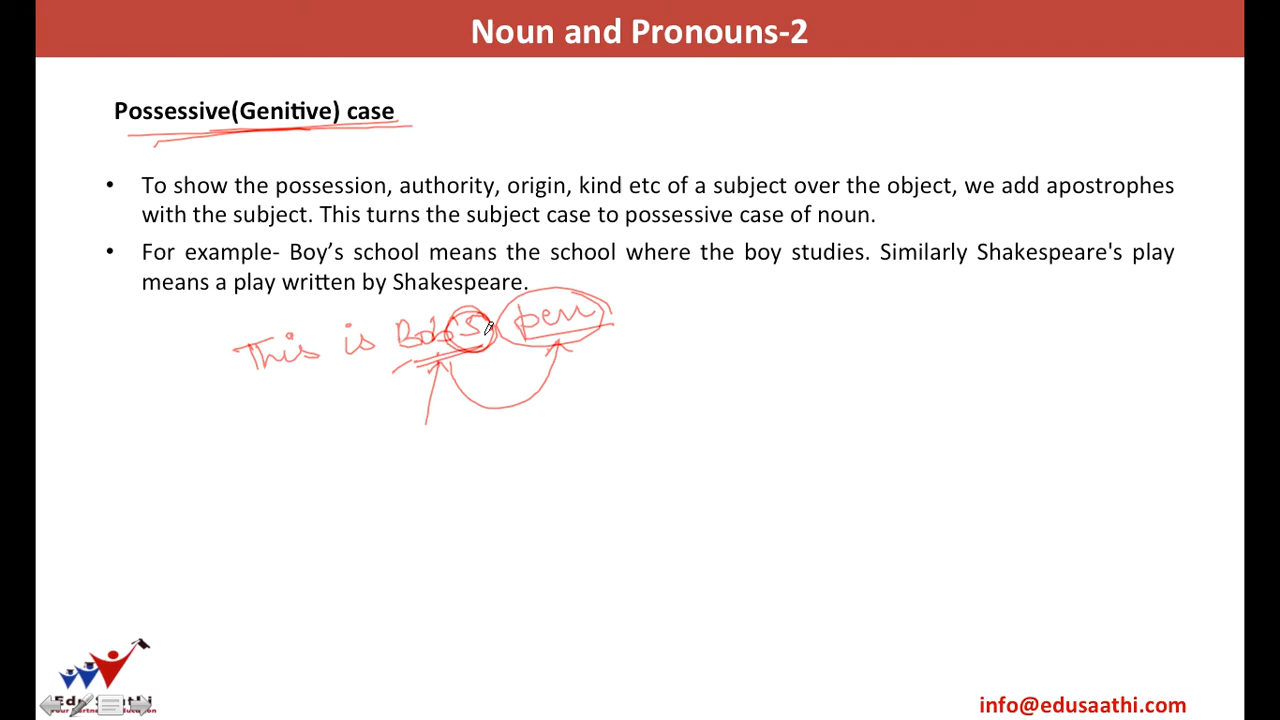 Noun and Pronouns-2
Possessive(Genitive) case
• To show the possession, authority, origin, kind etc of a subject over the object, we add apostrophes
with the subject. This turns the subject case to possessive case of noun.
• For example- Boy’s school means the school where the boy studies. Similarly Shakespeare's play
means a play written by Shakespeare.
This is Bob's pen
info@edusaathi.com